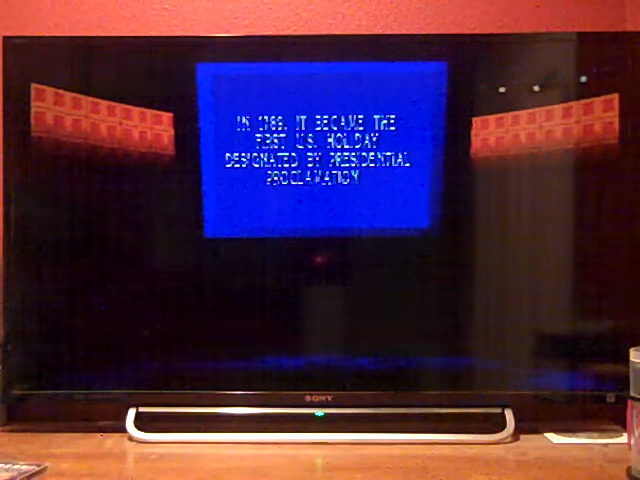 IN 1789, IT BECAME THE
FIRST U.S. HOLIDAY
DESIGNATED BY PRESIDENTIAL
PROCLAMATION
SONY